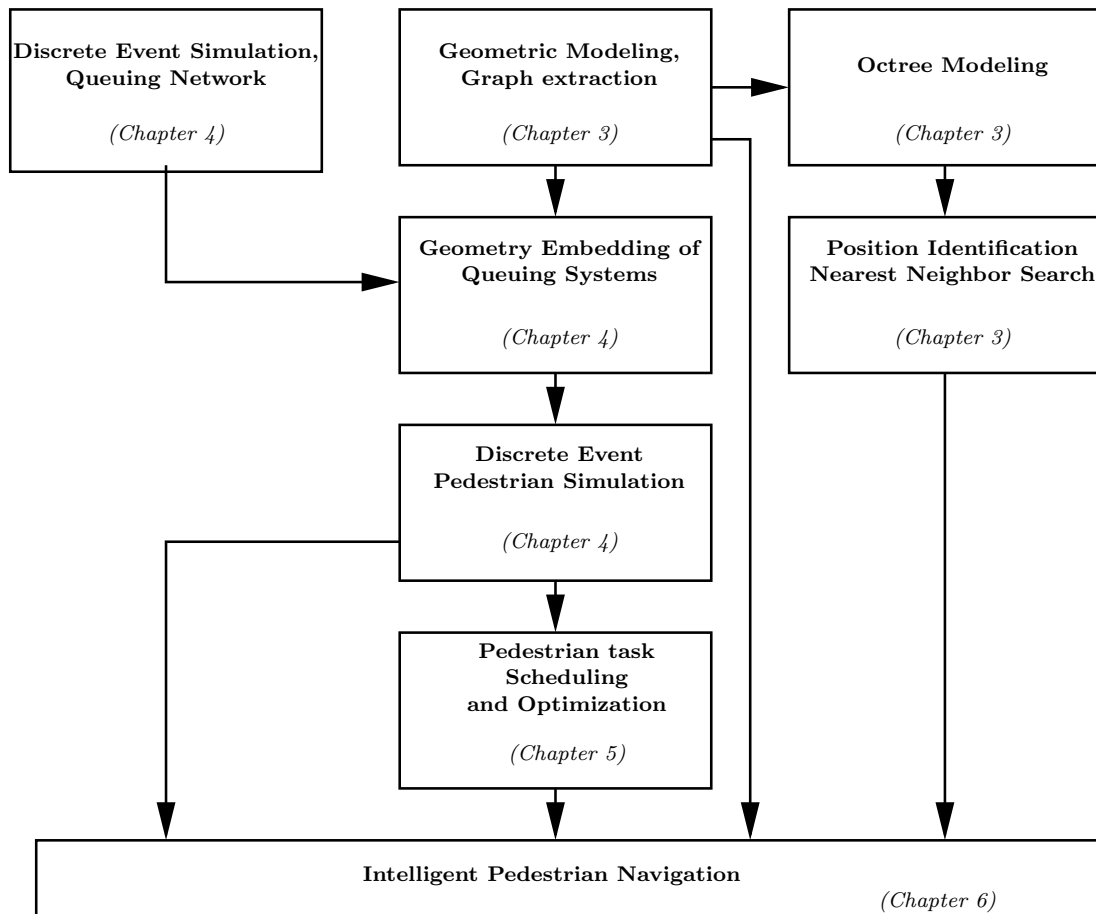 Discrete Event Simulation,
Queuing Network
(Chapter 4)
Geometric Modeling,
Graph extraction
(Chapter 3)
Octree Modeling
(Chapter 3)
Geometry Embedding of
Queuing Systems
(Chapter 4)
Position Identification
Nearest Neighbor Search
(Chapter 3)
Discrete Event
Pedestrian Simulation
(Chapter 4)
Pedestrian task
Scheduling
and Optimization
(Chapter 5)
Intelligent Pedestrian Navigation
(Chapter 6)